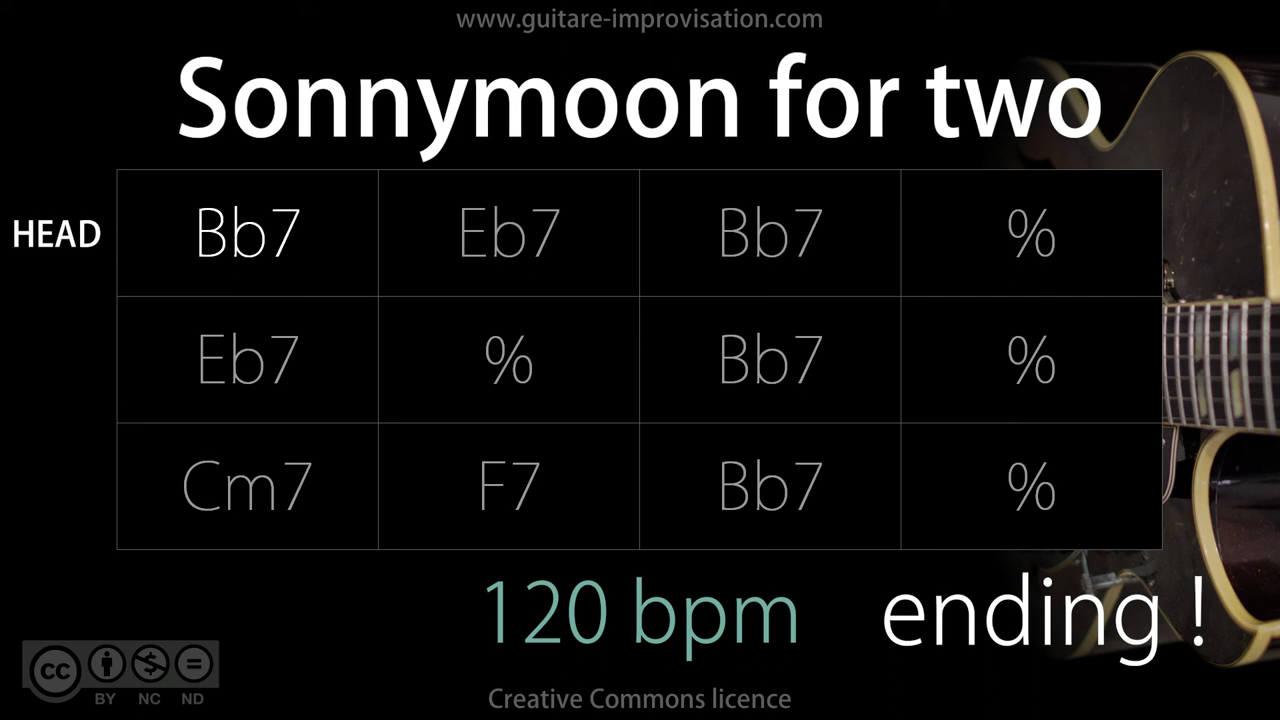 www.guitare-improvisation.com
Sonnymoon for two
HEAD
Bb7 Eb7 Bb7 %
Eb7 % Bb7 %
Cm7 F7 Bb7 %
120 bpm ending !
cc
BY NC ND
Creative Commons licence